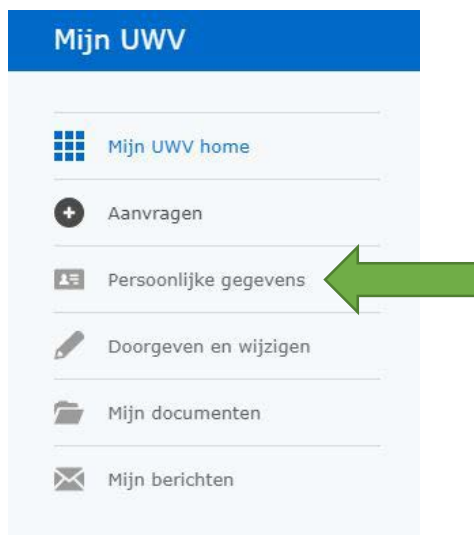 Mijn UWV
Mijn UWV home
Aanvragen
Persoonlijke gegevens
Doorgeven en wijzigen
Mijn documenten
Mijn berichten